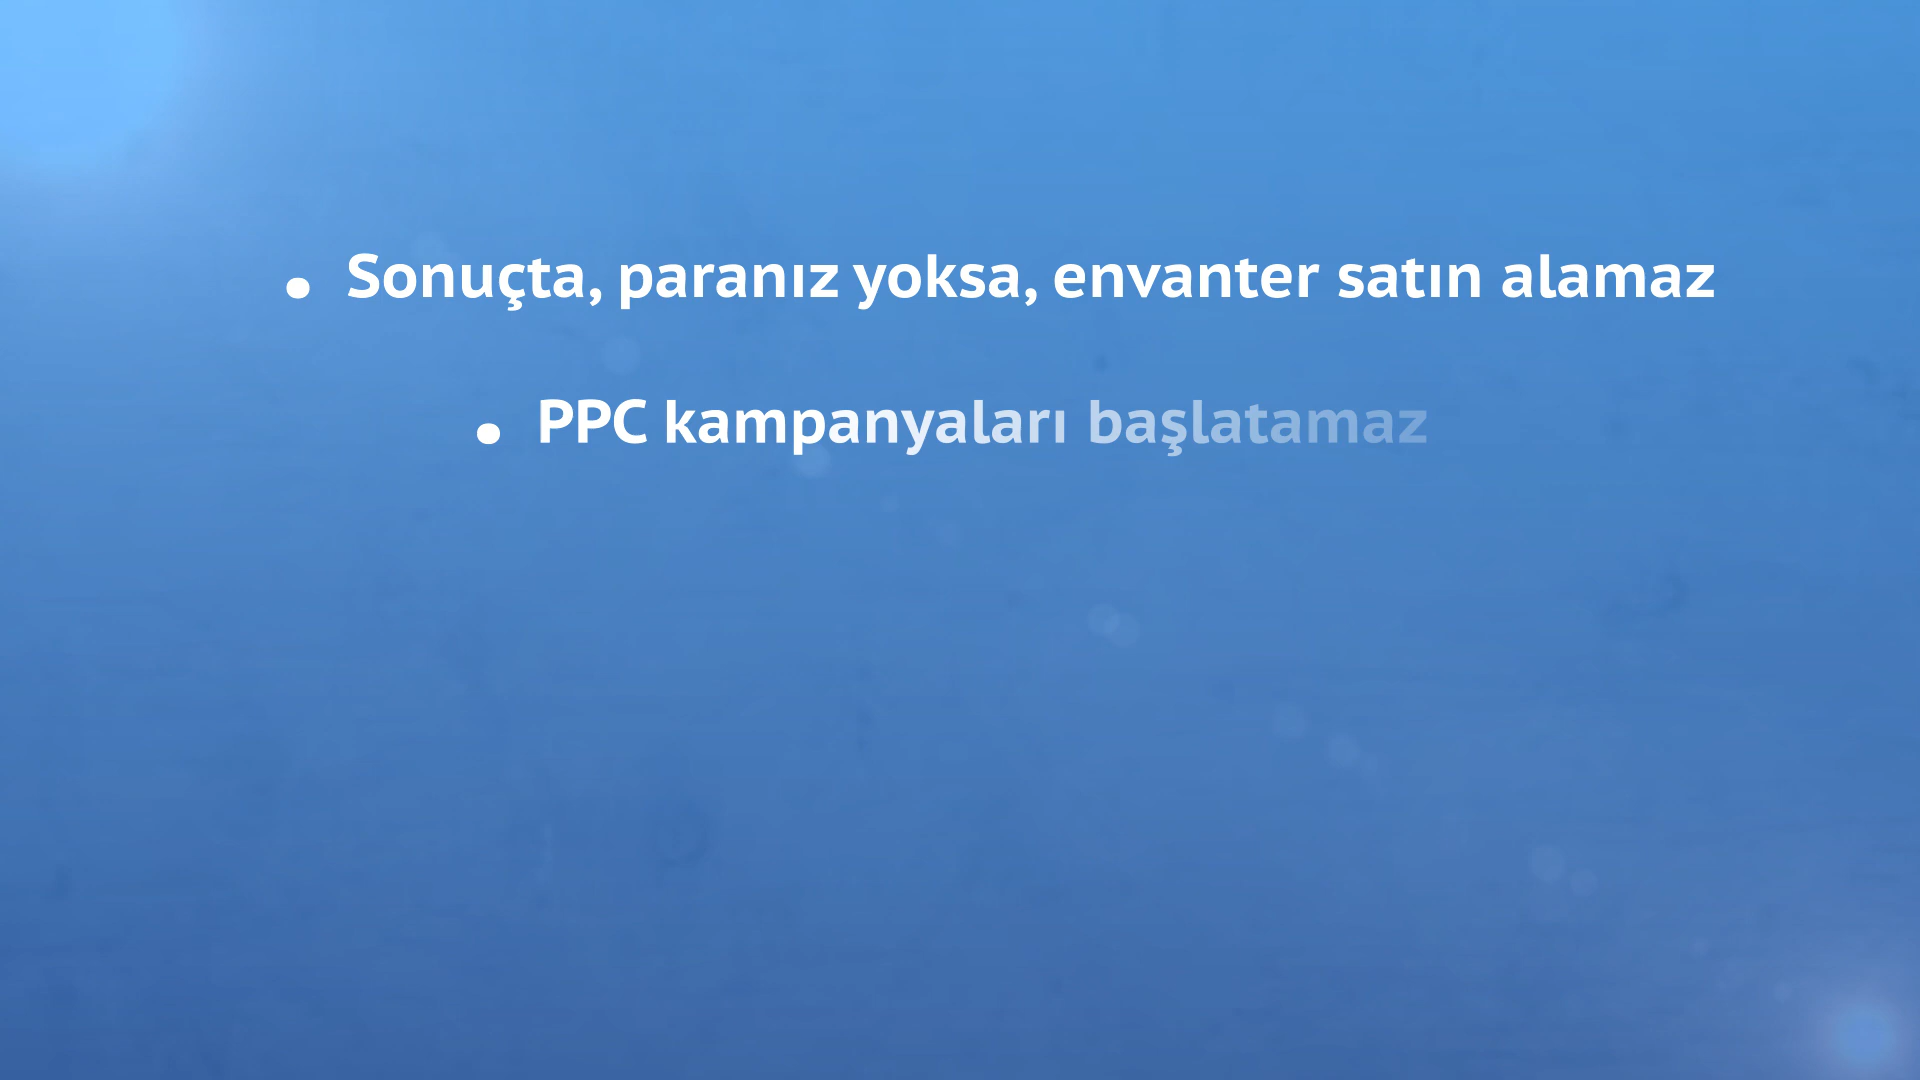 • Sonuçta, paranız yoksa, envanter satın alamaz
• PPC kampanyaları başlatamaz